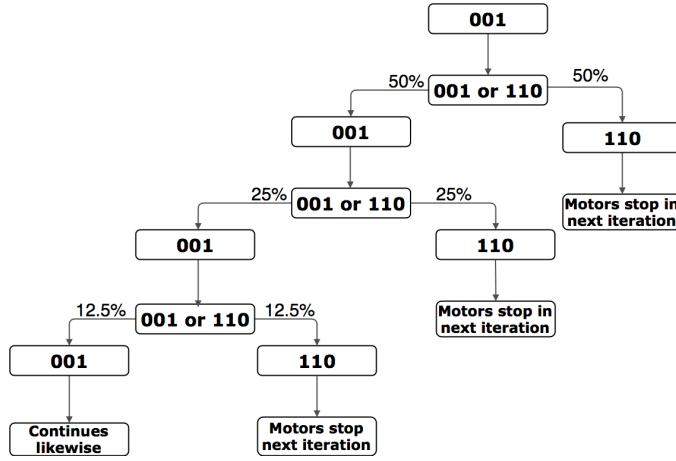 001
50%
50%
001 or 110
001
110
Motors stop in
next iteration
25%
25%
001 or 110
001
110
Motors stop in
next iteration
12.5%
12.5%
001 or 110
001
110
Continues
likewise
Motors stop
next iteration